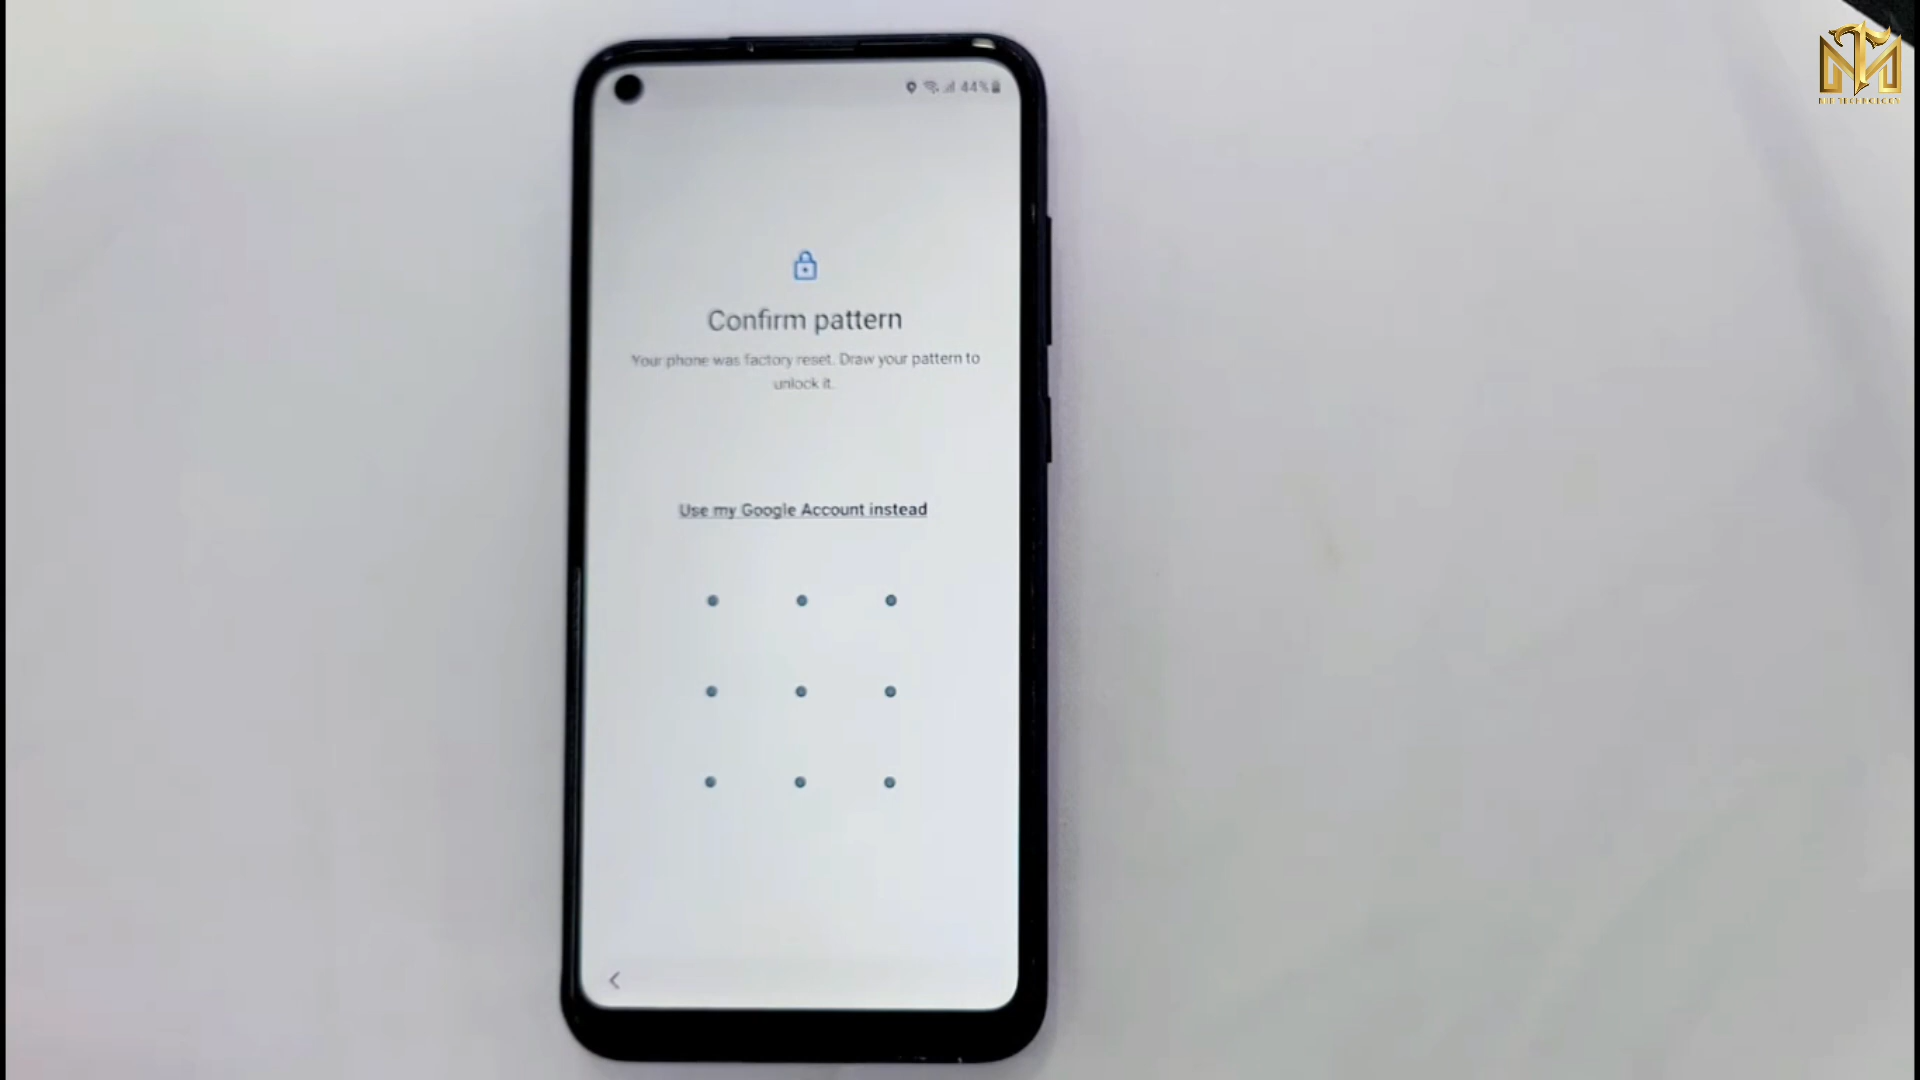 44%
Confirm pattern
Your phone was factory reset. Draw your pattern to
unlock it.
Use my Google Account instead